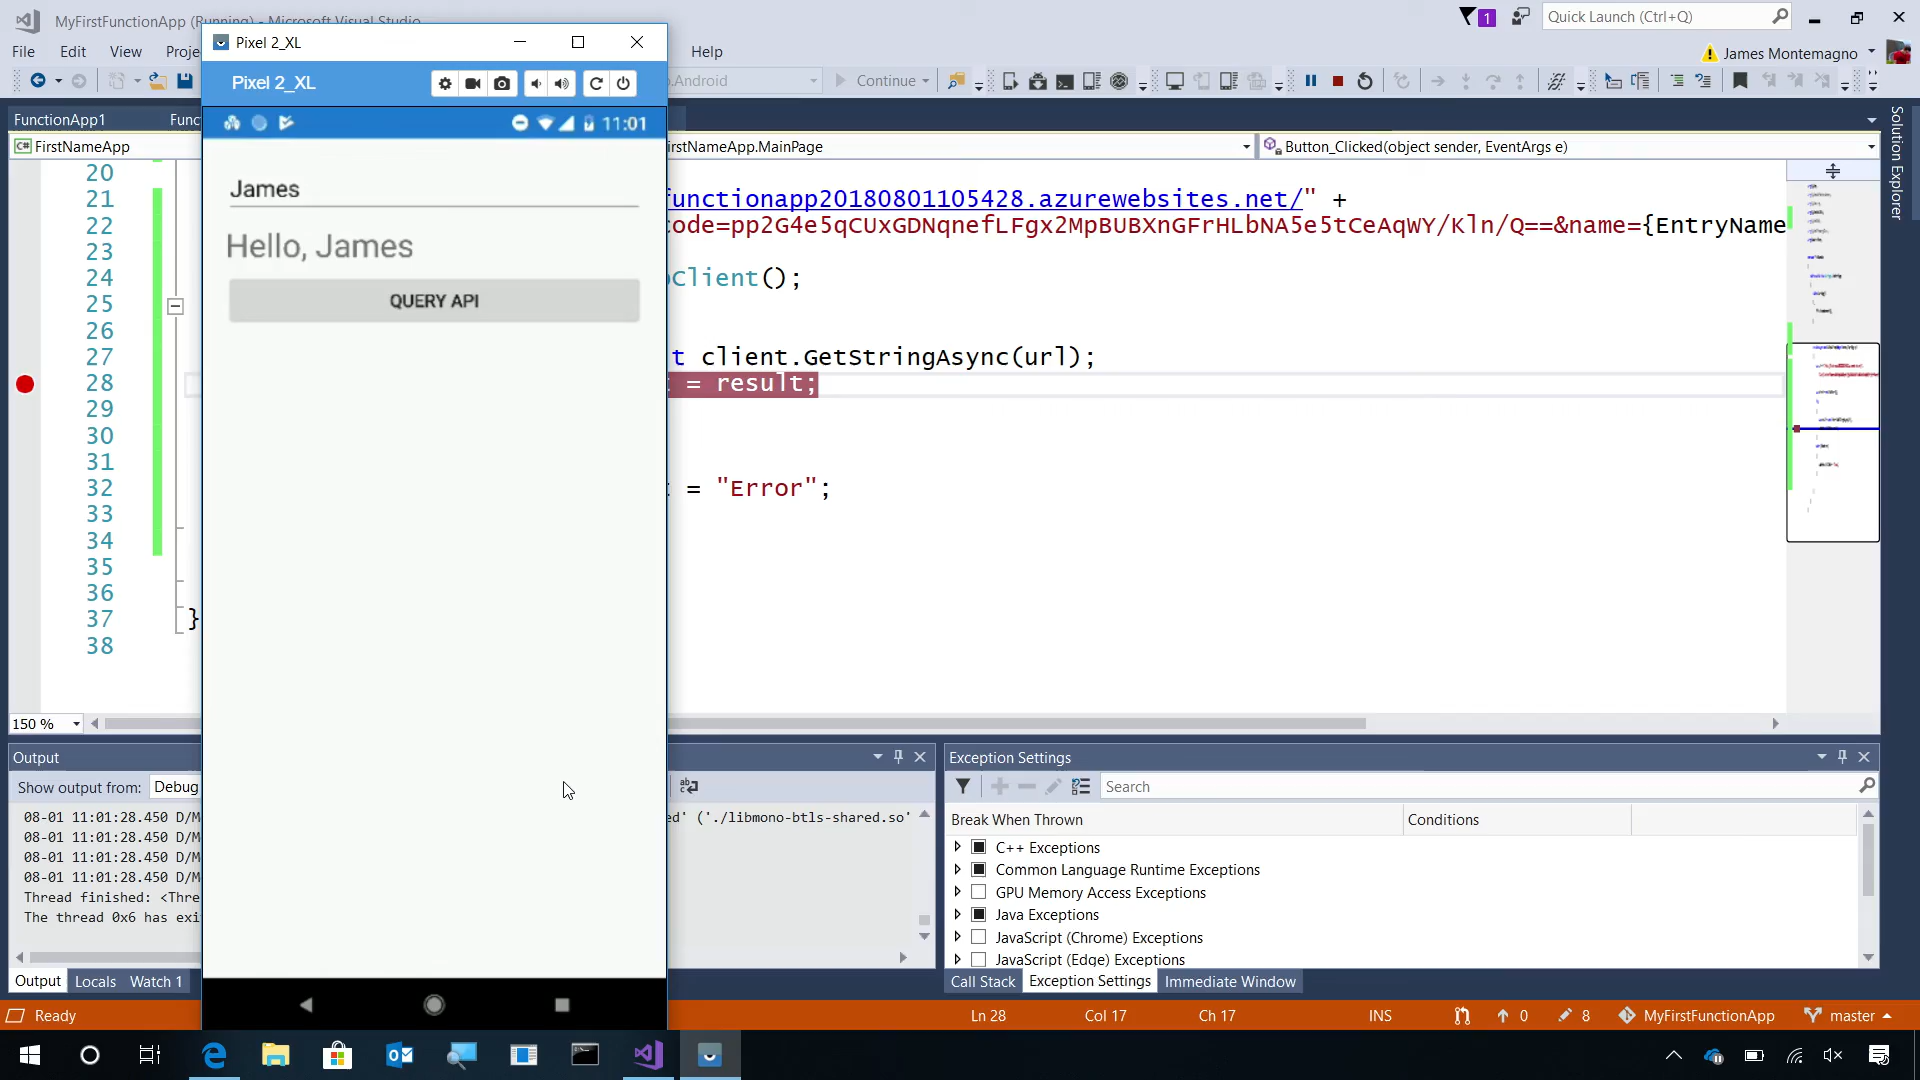 MyFirstFunctionApp (Running) - Microsoft Visual Studio
1
Quick Launch (Ctrl+Q)
File Edit View Proje Help
James Montemagno
Pixel 2_XL
Pixel 2_XL
.Android
Continue
FunctionApp1 Func
FirstNameApp
irstNameApp.MainPage
Button_Clicked(object sender, EventArgs e)
Solution Explorer
11:01
James
Hello, James
QUERY API
20
21 unctionapp20180801105428.azurewebsites.net/" +
22 code=pp2G4e5qCUxGDNqnefLFgx2MpBUBXnGFrHLbNA5e5tCeAqWY/Kln/Q==&name={EntryName
23
24 pClient();
25
26
27 t client.GetStringAsync(url);
28 t = result;
29
30
31
32 t = "Error";
33
34
35
36
37 }
38
150 %
Output
Show output from: Debug
08-01 11:01:28.450 D/M ed' ('./libmono-btls-shared.so'
08-01 11:01:28.450 D/M
08-01 11:01:28.450 D/M
08-01 11:01:28.450 D/M
Thread finished: <Thre
The thread 0x6 has exi
Output Locals Watch 1
Exception Settings
Search
Break When Thrown Conditions
C++ Exceptions
Common Language Runtime Exceptions
GPU Memory Access Exceptions
Java Exceptions
JavaScript (Chrome) Exceptions
JavaScript (Edge) Exceptions
Call Stack Exception Settings Immediate Window
Ready Ln 28 Col 17 Ch 17 INS 0 8 MyFirstFunctionApp master